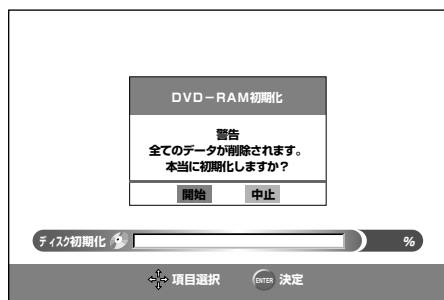 DVD－RAM初期化
警告
全てのデータが削除されます。
本当に初期化しますか？
開始 中止
ディスク初期化 %
項目選択 ENTER 決定